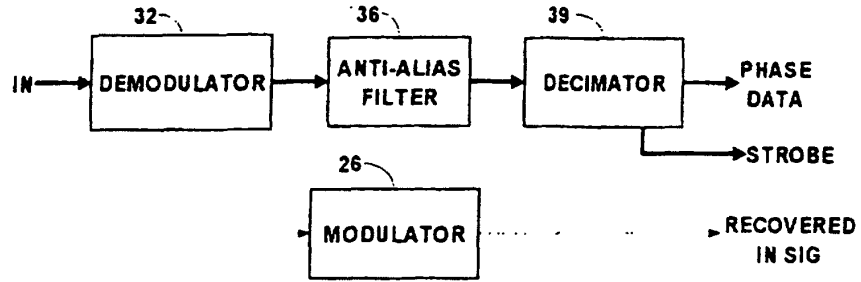 32
36
39
IN
DEMODULATOR
ANTI-ALIAS
FILTER
DECIMATOR
PHASE
DATA
STROBE
26
MODULATOR
RECOVERED
IN SIG